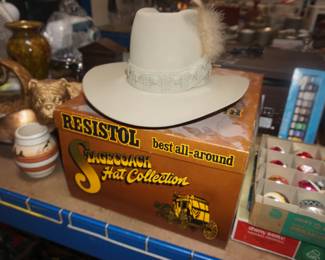 RESISTOL
best all-around
STAGECOACH
Hat Collection